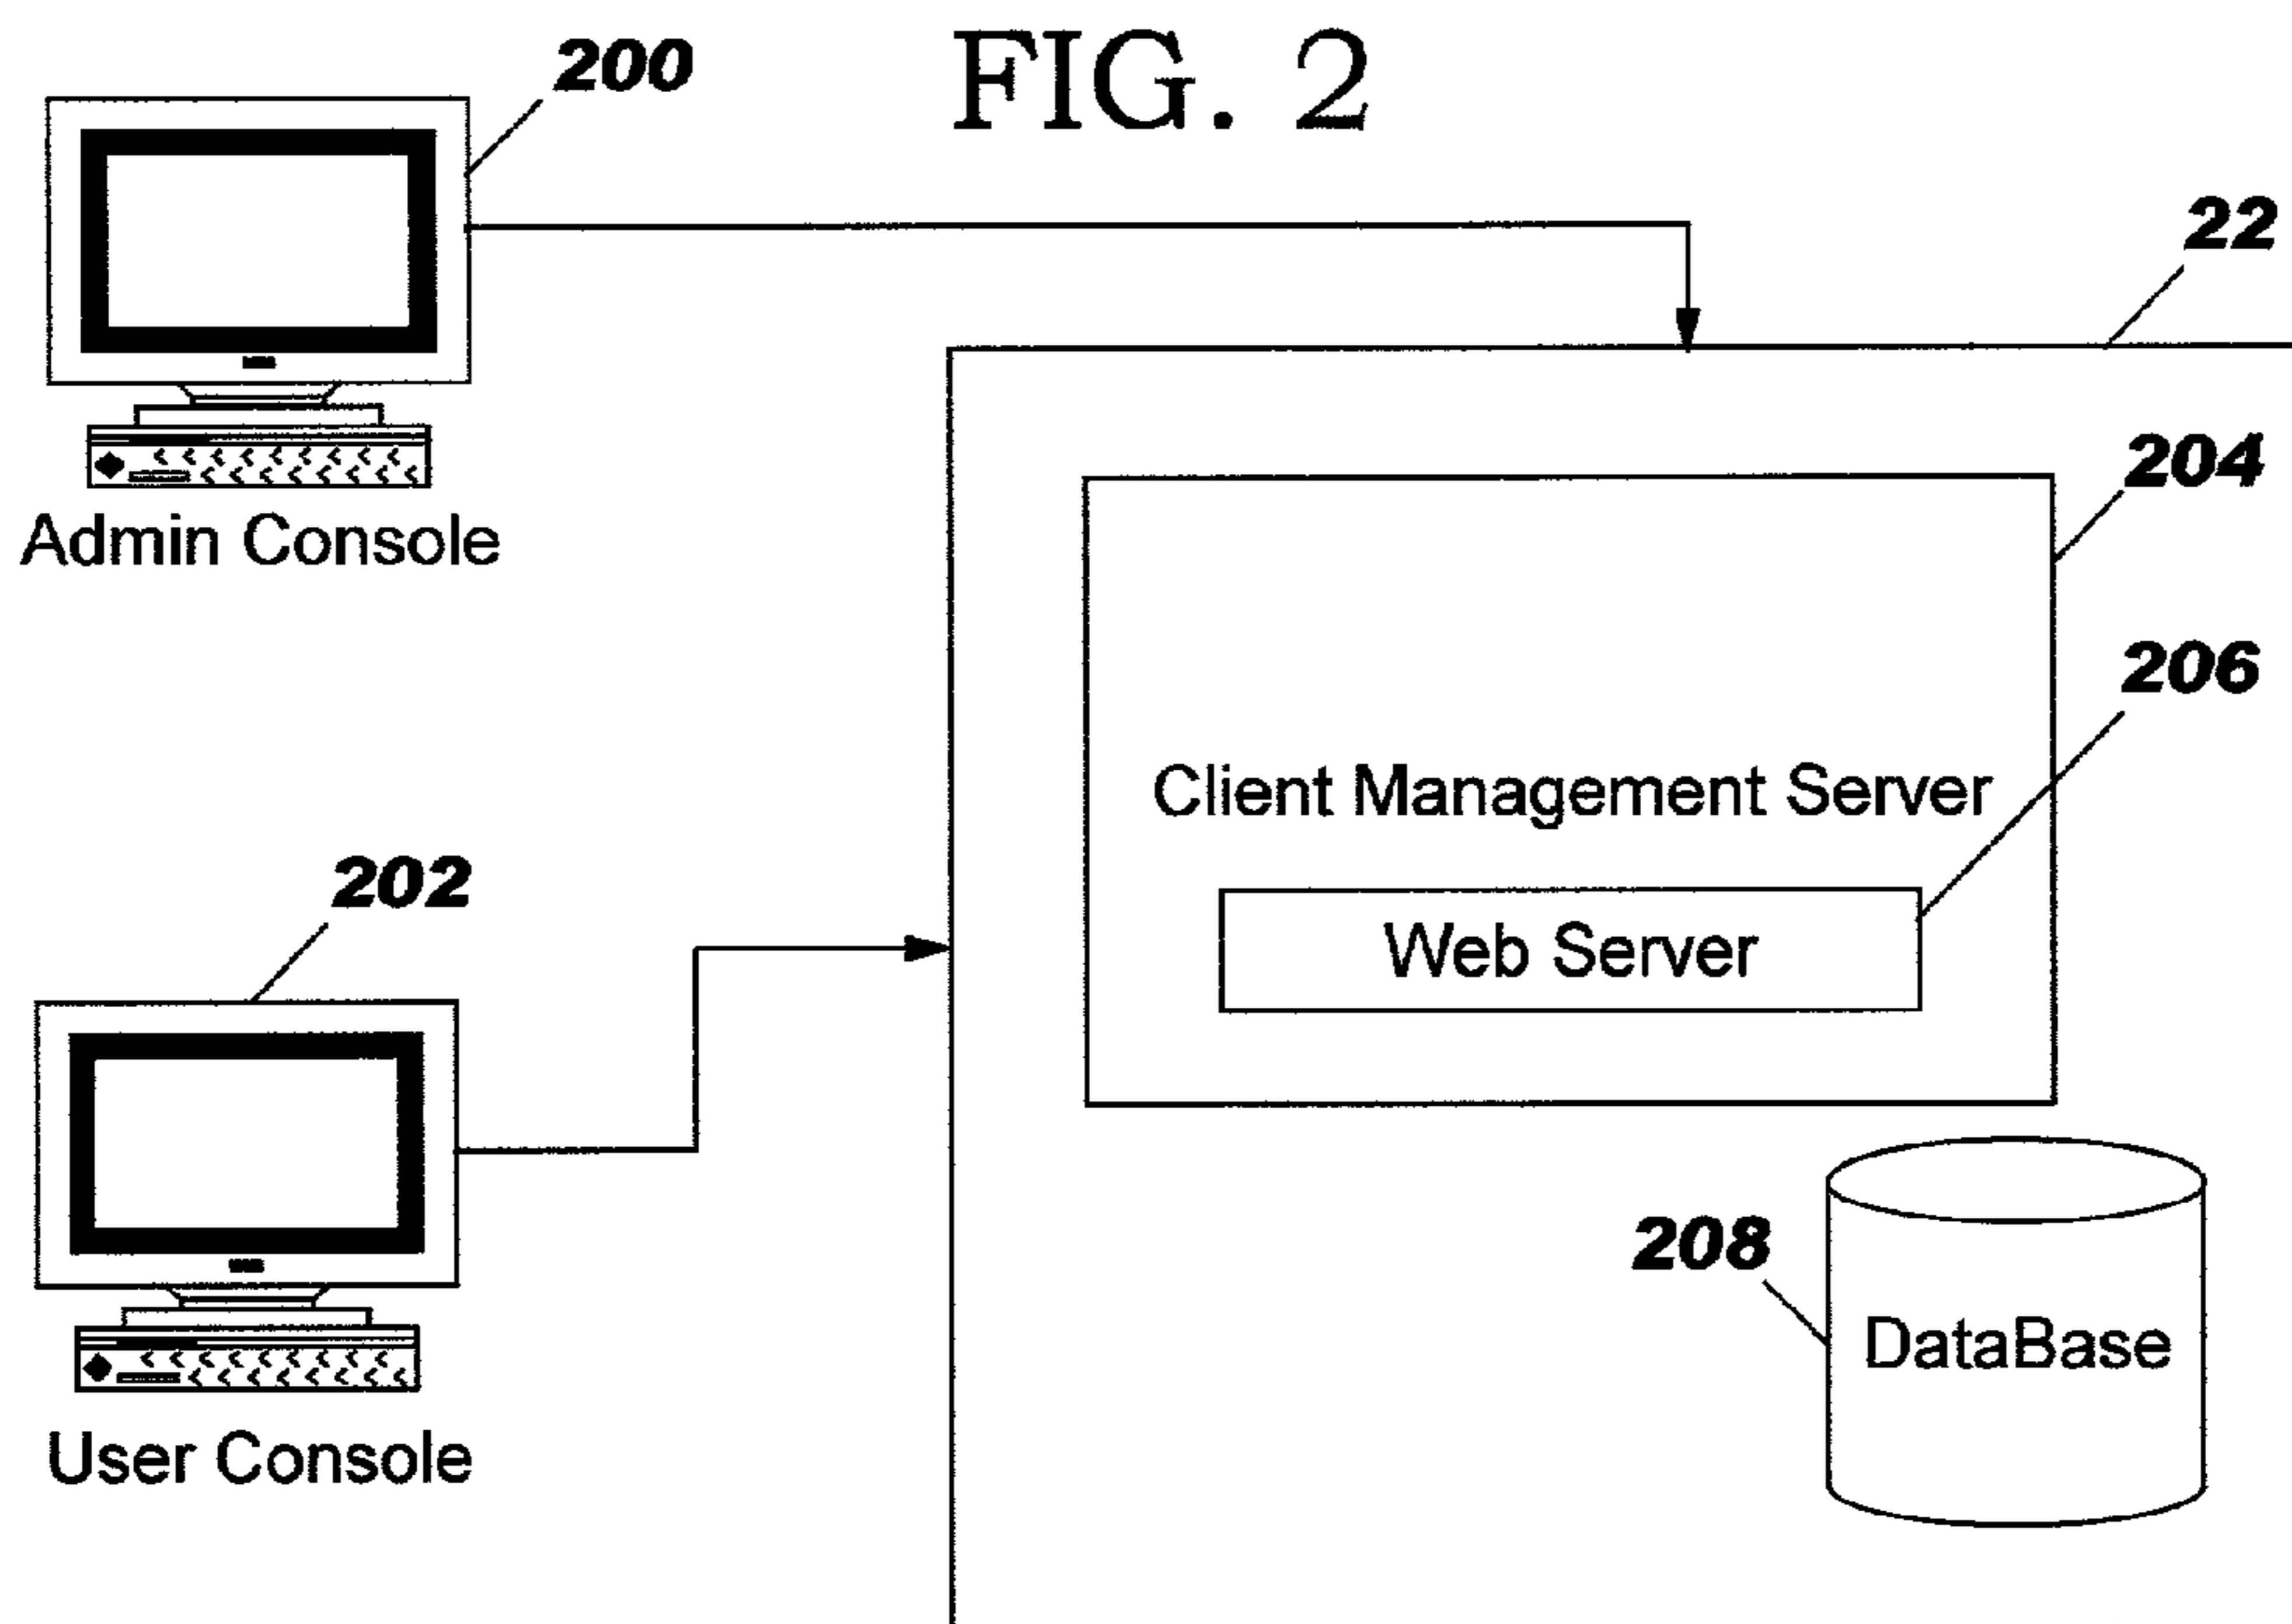 FIG. 2
200
22
Admin Console
204
206
Client Management Server
202
Web Server
208
DataBase
User Console